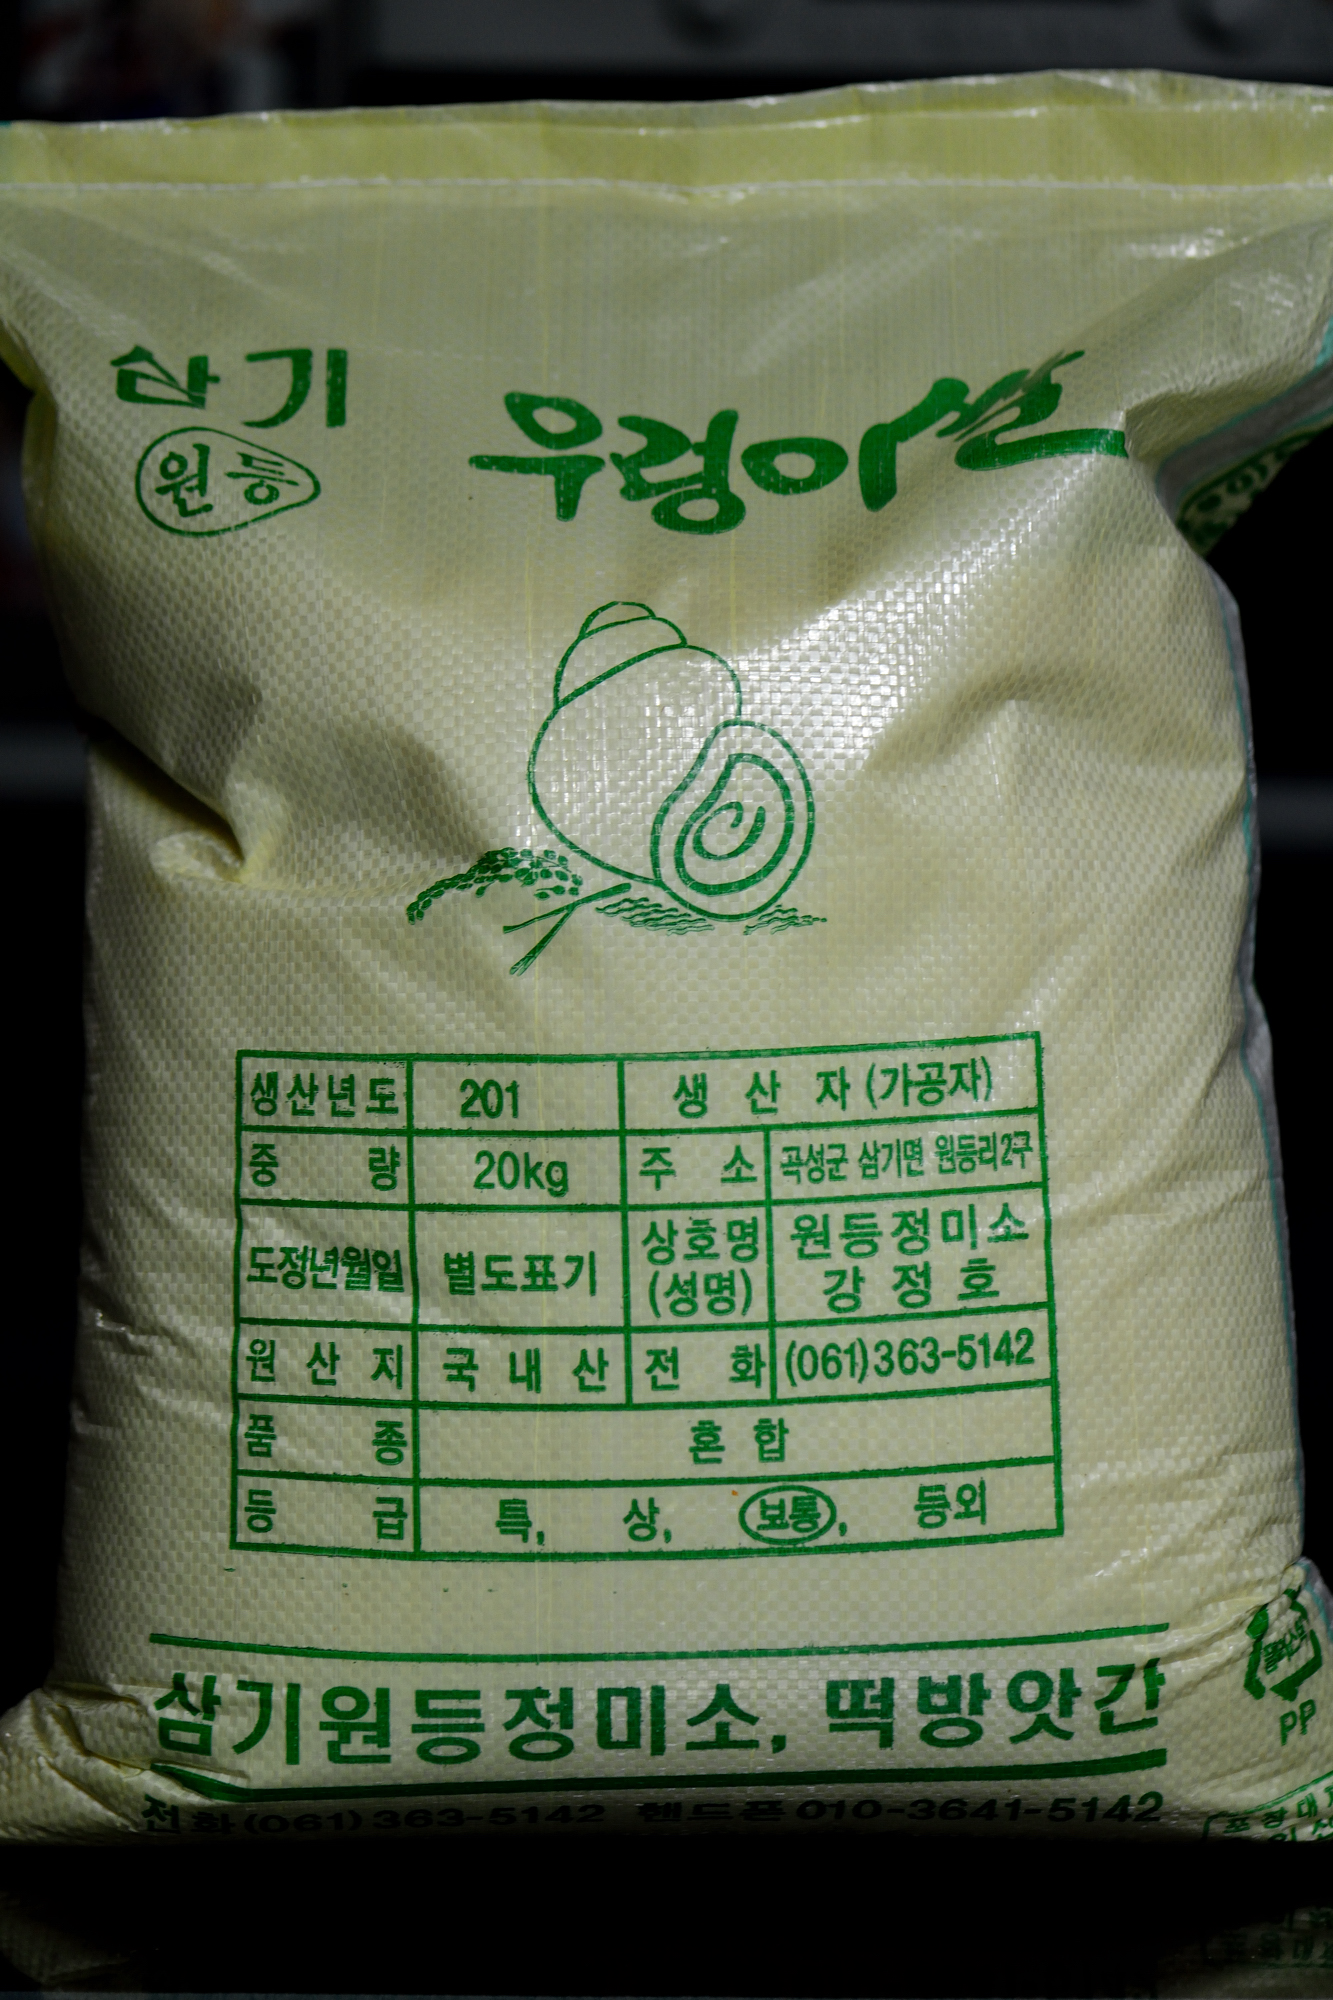 삼기
원등
우렁이쌀
생산년도 201 생 산 자 (가공자)
중 량 20kg 주 소 곡성군 삼기면 원등리2구
도정년월일 별도표기 상호명 (성명) 원등정미소 강 정 호
원 산 지 국 내 산 전 화 (061)363-5142
품 종 혼 합
등 급 특, 상, 보통, 등외
삼기원등정미소, 떡방앗간
전화(061)363-5142 핸드폰010-3641-5142
PP